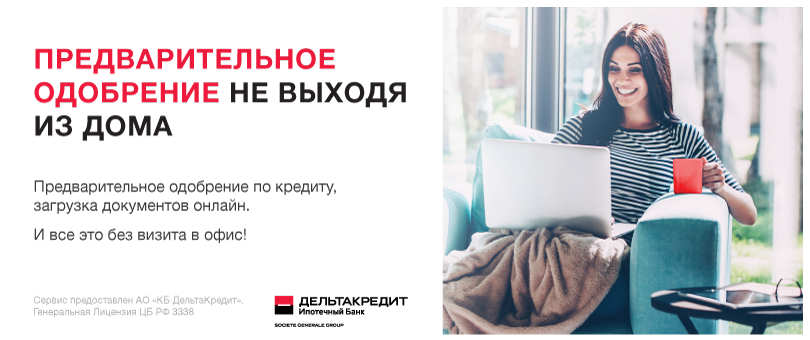 ПРЕДВАРИТЕЛЬНОЕ
ОДОБРЕНИЕ НЕ ВЫХОДЯ
ИЗ ДОМА
Предварительное одобрение по кредиту,
загрузка документов онлайн.
И все это без визита в офис!
Сервис предоставлен АО «КБ ДельтаКредит».
Генеральная Лицензия ЦБ РФ 3338
ДЕЛЬТАКРЕДИТ
Ипотечный Банк
SOCIETE GENERALE GROUP